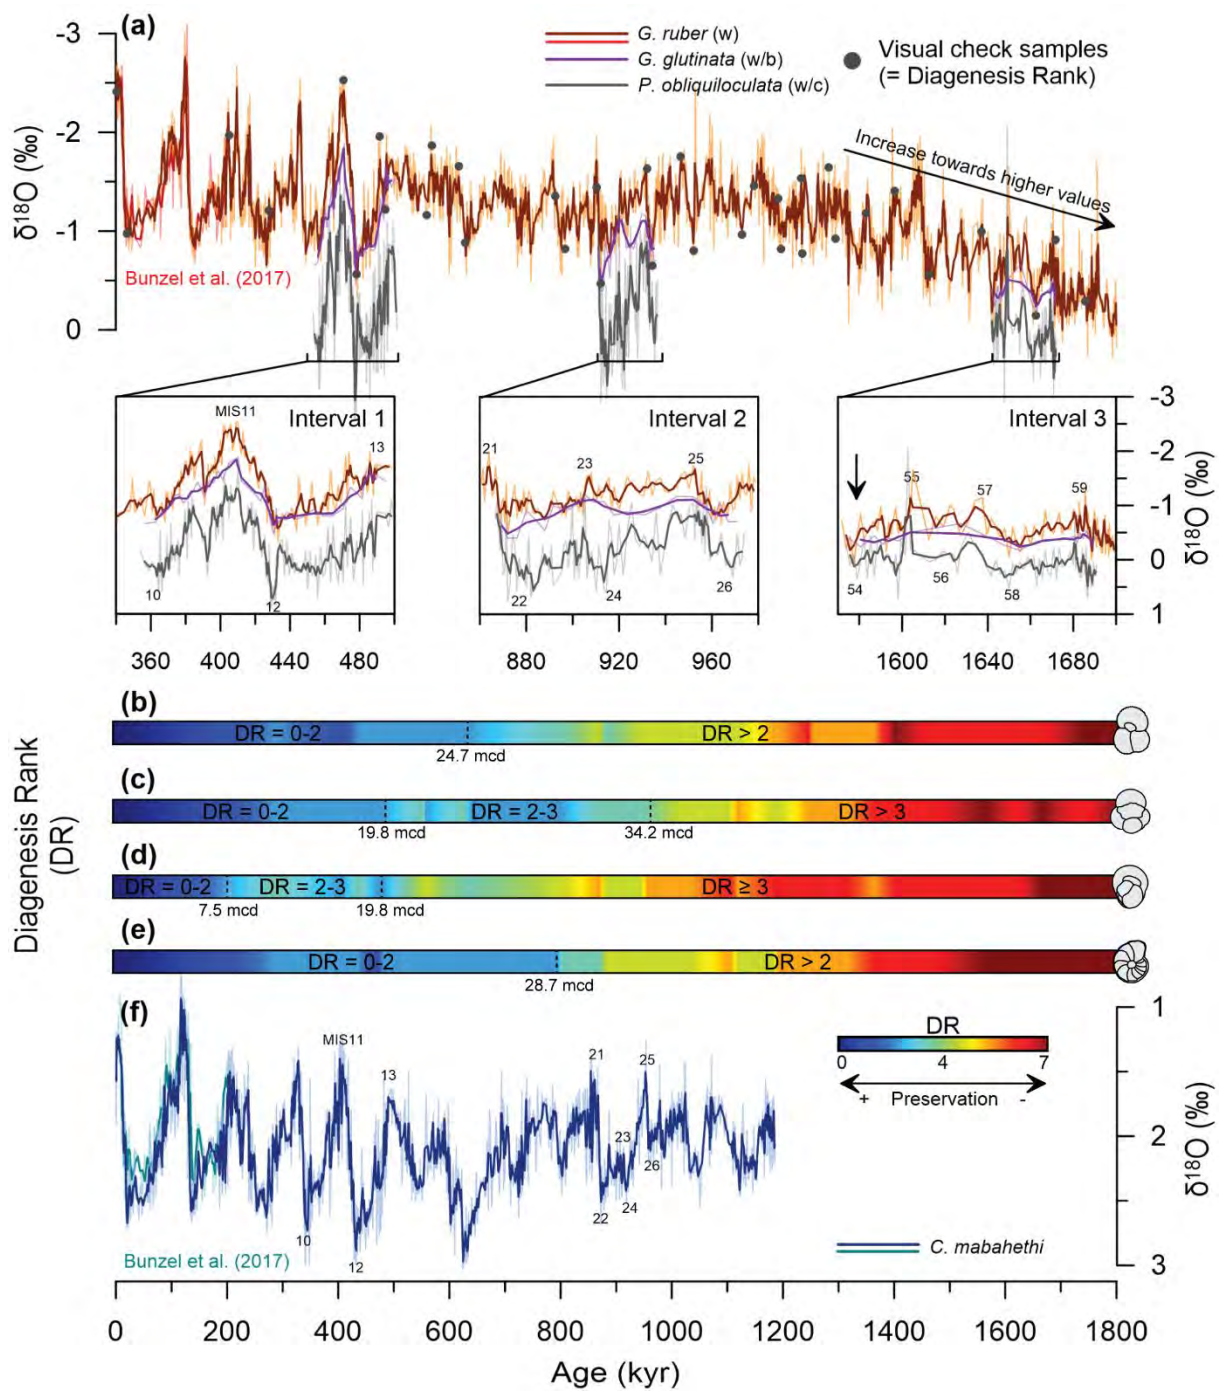 (a)
G. ruber (w)
G. glutinata (w/b)
P. obliquiloculata (w/c)
Visual check samples
(= Diagenesis Rank)
-3
-2
-1
0
δ¹⁸O (‰)
Increase towards higher values
Bunzel et al. (2017)
Interval 1
MIS11
13
10
12
360 400 440 480
Interval 2
21
23
25
22
24
26
880 920 960
Interval 3
55
57
59
54
56
58
1600 1640 1680
-3
-2
-1
0
1
δ¹⁸O (‰)
Diagenesis Rank
(DR)
(b)
DR = 0-2
DR > 2
24.7 mcd
(c)
DR = 0-2
DR = 2-3
DR > 3
19.8 mcd
34.2 mcd
(d)
DR = 0-2
DR = 2-3
DR ≥ 3
7.5 mcd
19.8 mcd
(e)
DR = 0-2
DR > 2
28.7 mcd
(f)
MIS11
13
21
25
23
26
24
22
10
12
Bunzel et al. (2017)
DR
0 4 7
+ Preservation -
C. mabahethi
1
2
3
δ¹⁸O (‰)
0 200 400 600 800 1000 1200 1400 1600 1800
Age (kyr)